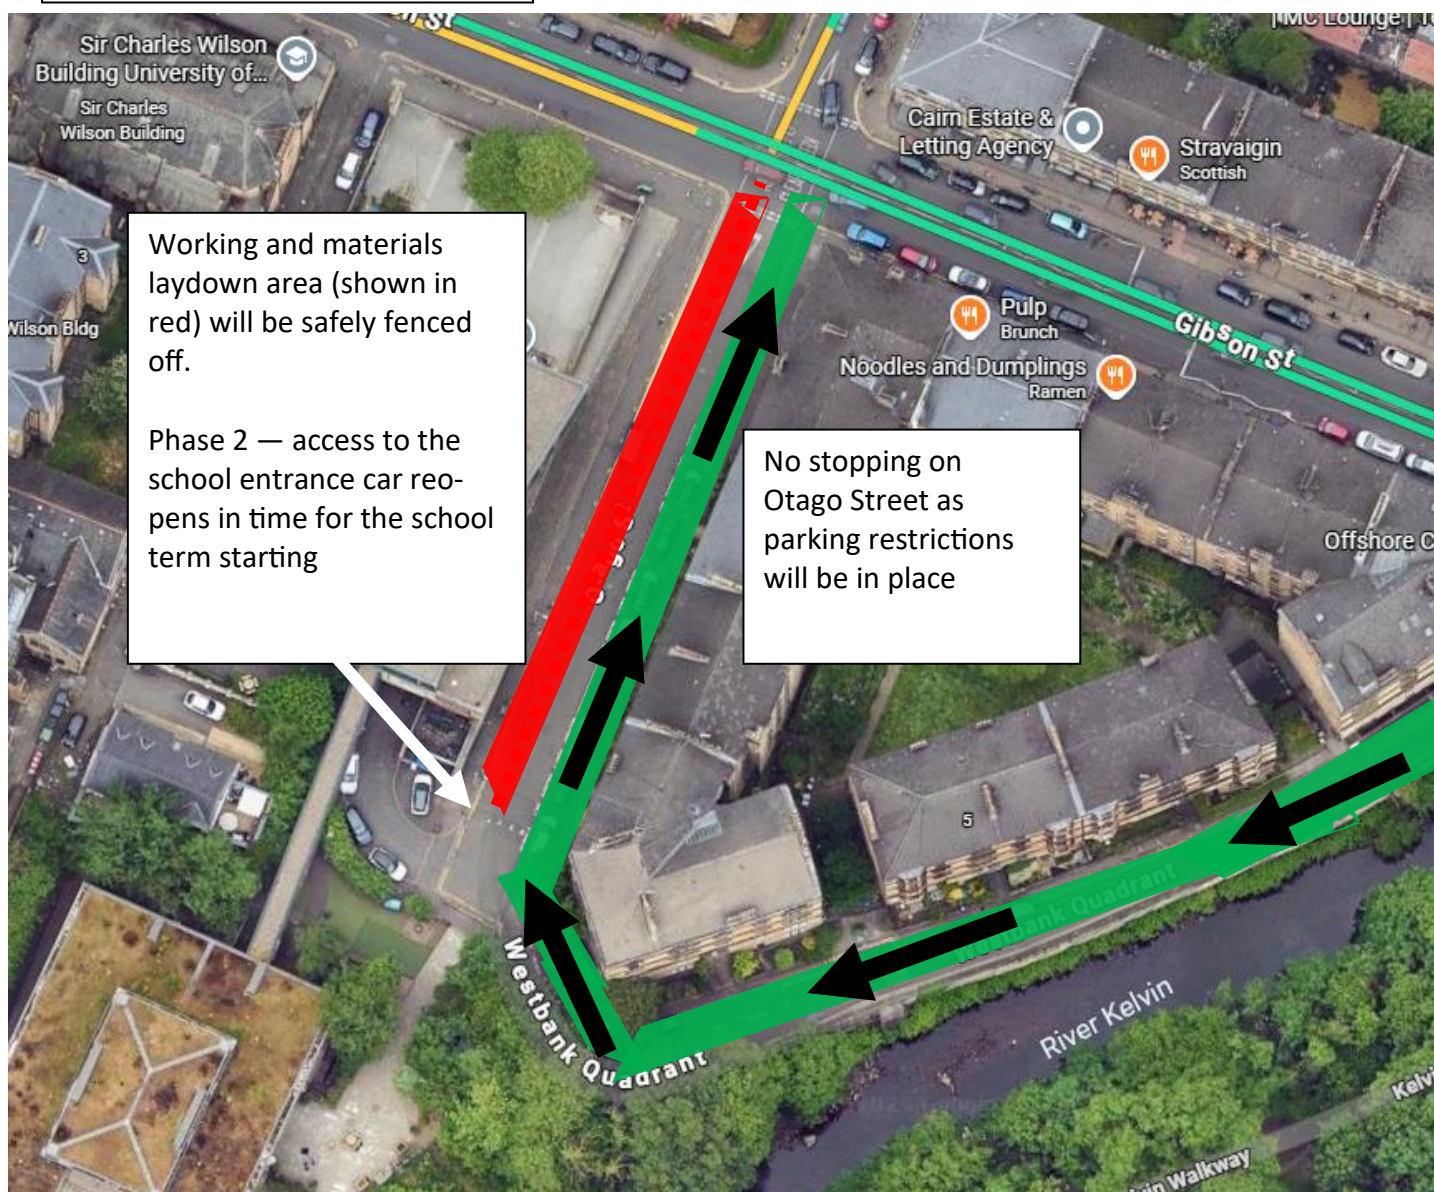 Sir Charles Wilson
Building University of...
Sir Charles
Wilson Building
Cairn Estate &
Letting Agency
Stravaigin
Scottish
Working and materials
laydown area (shown in
red) will be safely fenced
off.
Phase 2 — access to the
school entrance car reo-
pens in time for the school
term starting
3
Wilson Bldg
Pulp
Brunch
Gibson St
Noodles and Dumplings
Ramen
No stopping on
Otago Street as
parking restrictions
will be in place
Offshore C
5
Westbank Quadrant
Westbank Quadrant
River Kelvin
Kelvi
vin Walkway